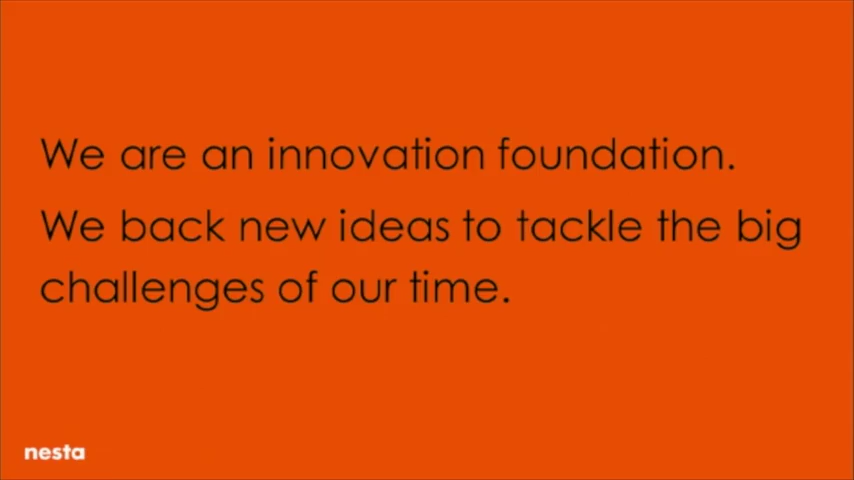 We are an innovation foundation.
We back new ideas to tackle the big
challenges of our time.
nesta